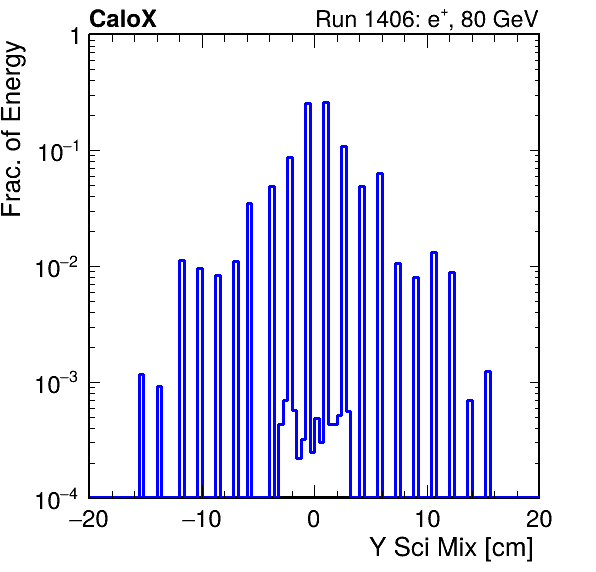 CaloX Run 1406: e⁺, 80 GeV
Frac. of Energy
1
10⁻¹
10⁻²
10⁻³
10⁻⁴
−20 −10 0 10 20
Y Sci Mix [cm]